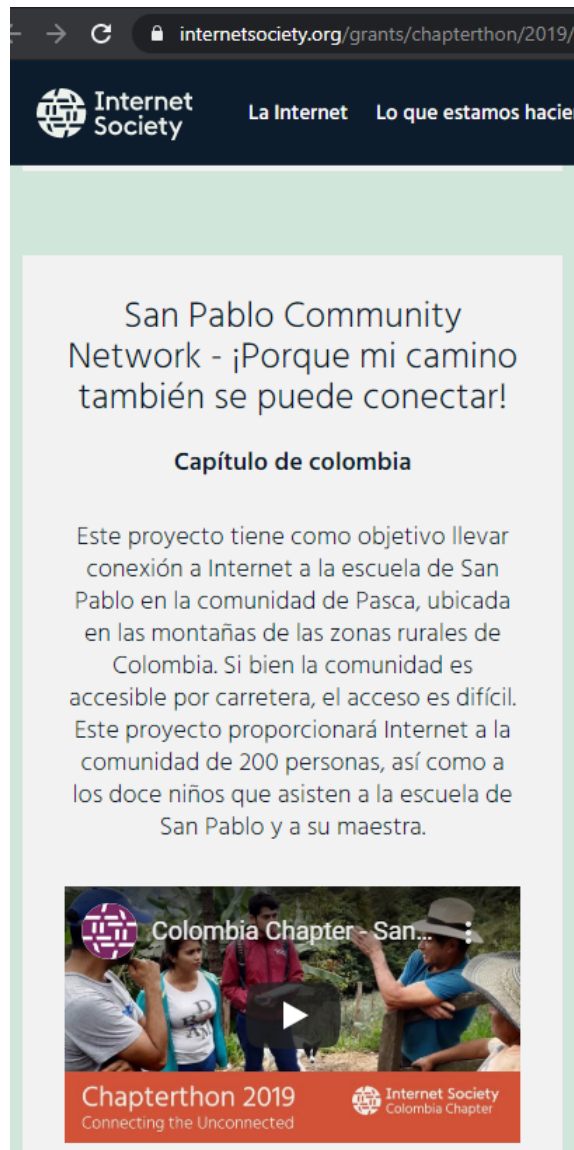 internetsociety.org/grants/chapterthon/2019/
Internet
Society
La Internet
Lo que estamos hacie
San Pablo Community
Network - ¡Porque mi camino
también se puede conectar!
Capítulo de colombia
Este proyecto tiene como objetivo llevar
conexión a Internet a la escuela de San
Pablo en la comunidad de Pasca, ubicada
en las montañas de las zonas rurales de
Colombia. Si bien la comunidad es
accesible por carretera, el acceso es difícil.
Este proyecto proporcionará Internet a la
comunidad de 200 personas, así como a
los doce niños que asisten a la escuela de
San Pablo y a su maestra.
Colombia Chapter - San...
Chapterthon 2019
Connecting the Unconnected
Internet Society
Colombia Chapter